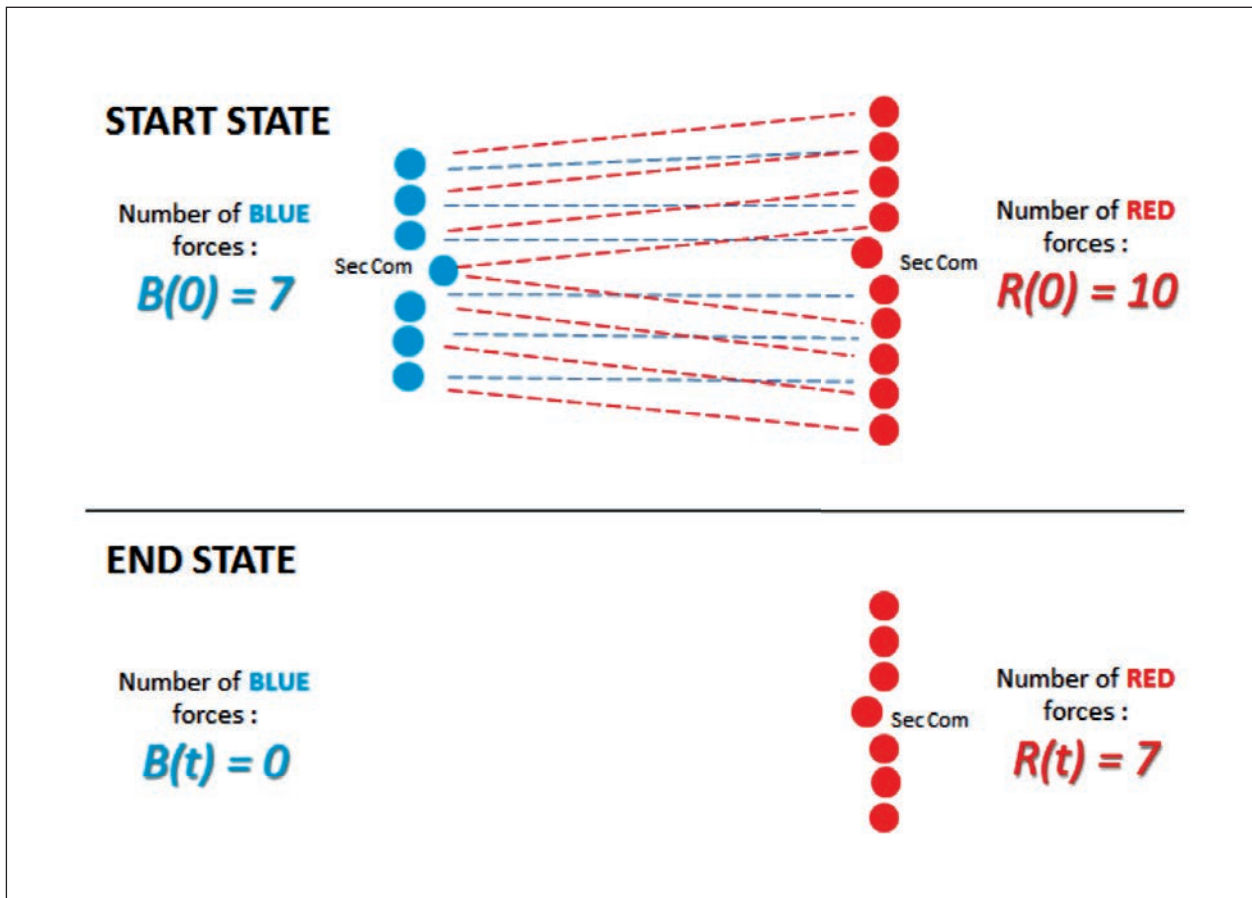 START STATE
Number of BLUE
forces :
B(0) = 7
Sec Com
Sec Com
Number of RED
forces :
R(0) = 10
END STATE
Number of BLUE
forces :
B(t) = 0
Sec Com
Number of RED
forces :
R(t) = 7